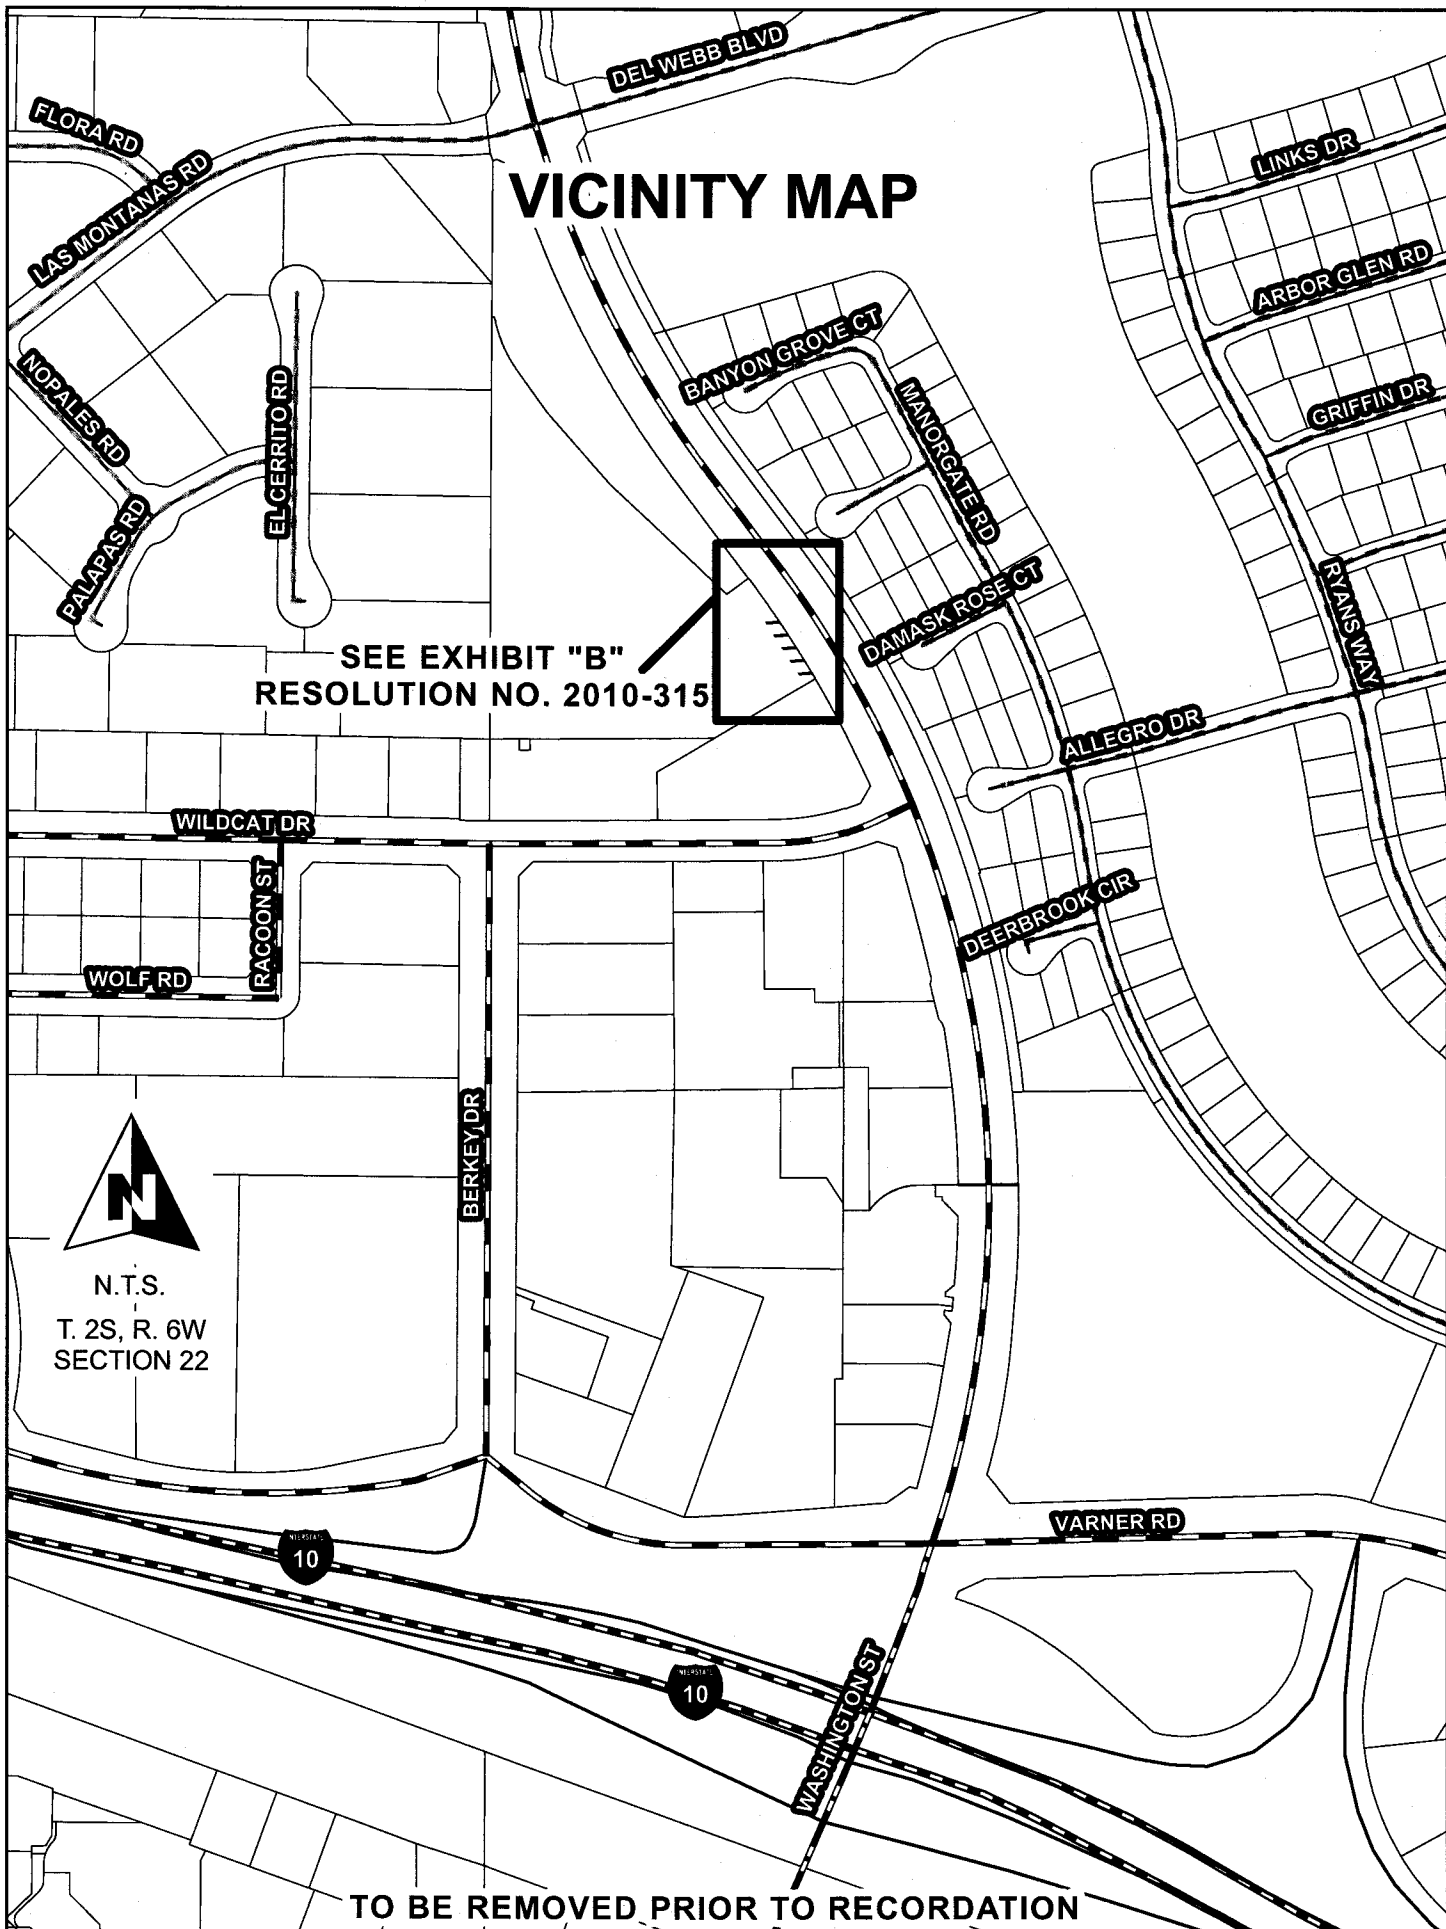 DEL WEBB BLVD
FLORA RD
LAS MONTANAS RD
LINKS DR
VICINITY MAP
ARBOR GLEN RD
BANYON GROVE CT
NOPALES RD
EL CERRITO RD
MANORGATE RD
GRIFFIN DR
PALAPAS RD
DAMASK ROSE CT
RYANS WAY
SEE EXHIBIT "B"
RESOLUTION NO. 2010-315
ALLEGRO DR
WILDCAT DR
RACOON ST
DEERBROOK CIR
WOLF RD
BERKEY DR
N
N.T.S.
T. 2S, R. 6W
SECTION 22
VARNER RD
INTERSTATE
10
INTERSTATE
10
WASHINGTON ST
TO BE REMOVED PRIOR TO RECORDATION